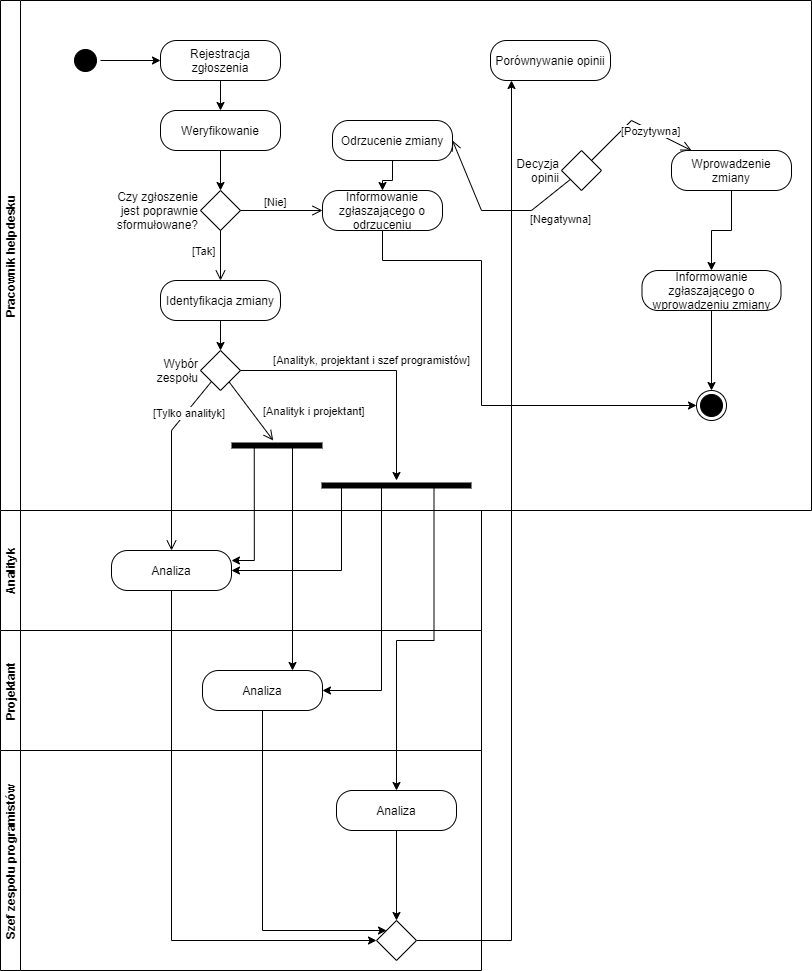 Pracownik helpdesku
Rejestracja
zgłoszenia
Porównywanie opinii
Weryfikowanie
Odrzucenie zmiany
[Pozytywna]
Decyzja
opinii
Wprowadzenie
zmiany
Czy zgłoszenie
jest poprawnie
sformułowane?
[Nie]
Informowanie
zgłaszającego o
odrzuceniu
[Negatywna]
[Tak]
Identyfikacja zmiany
Informowanie
zgłaszającego o
wprowadzeniu zmiany
Wybór
zespołu
[Analityk, projektant i szef programistów]
[Tylko analityk]
[Analityk i projektant]
Analityk
Analiza
Projektant
Analiza
Szef zespołu programistów
Analiza